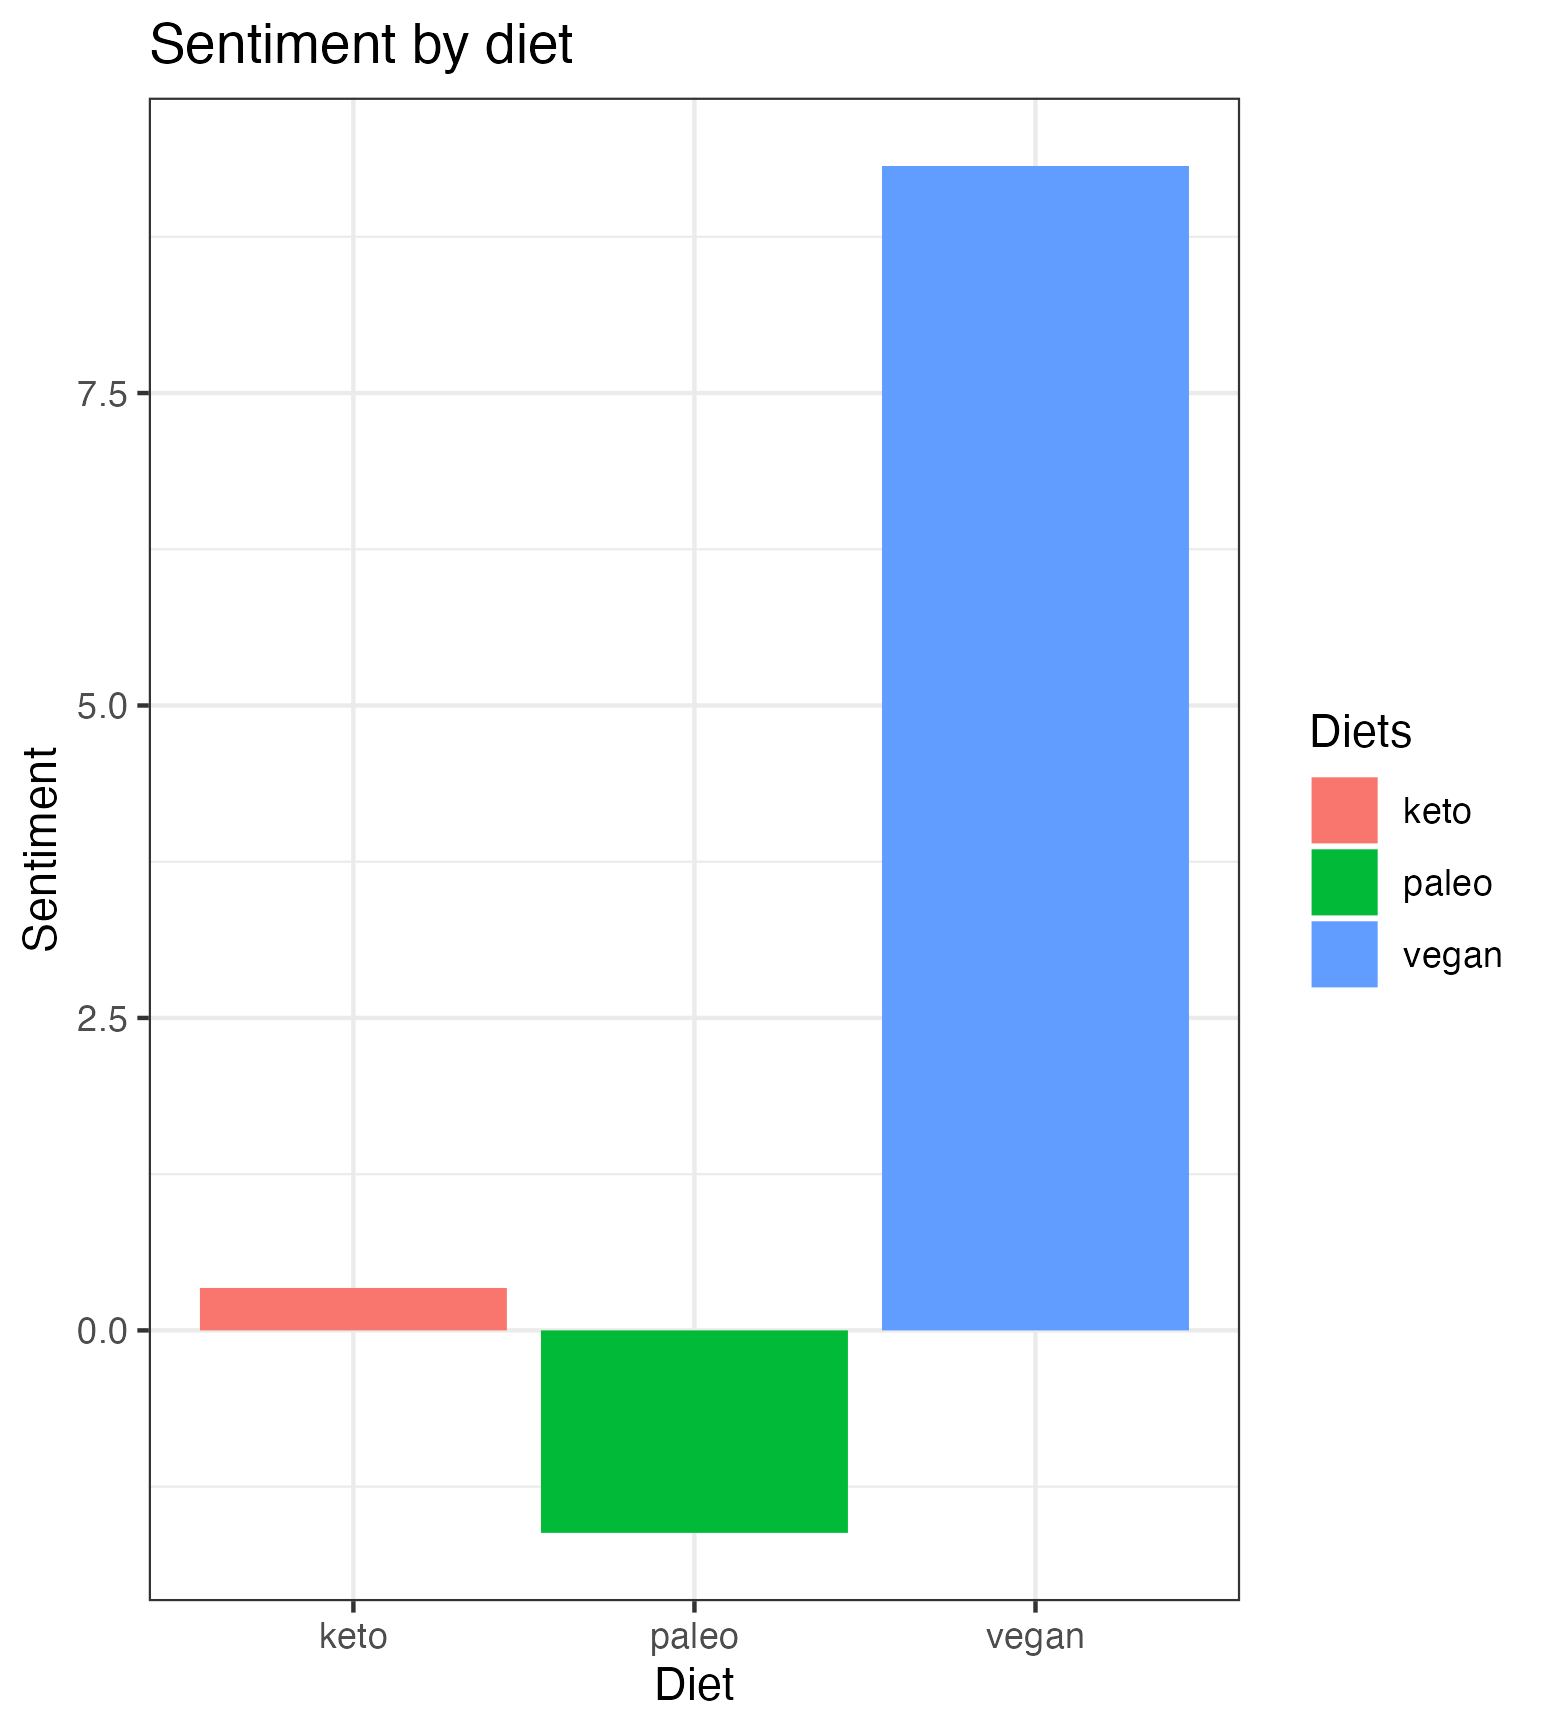 Sentiment by diet
Sentiment
7.5
5.0
2.5
0.0
keto
paleo
vegan
Diet
Diets
keto
paleo
vegan